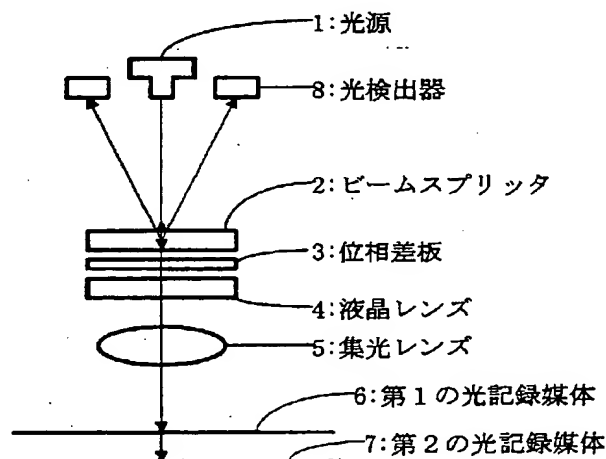 1:光源
8:光検出器
2:ビームスプリッタ
3:位相差板
4:液晶レンズ
5:集光レンズ
6:第1の光記録媒体
7:第2の光記録媒体